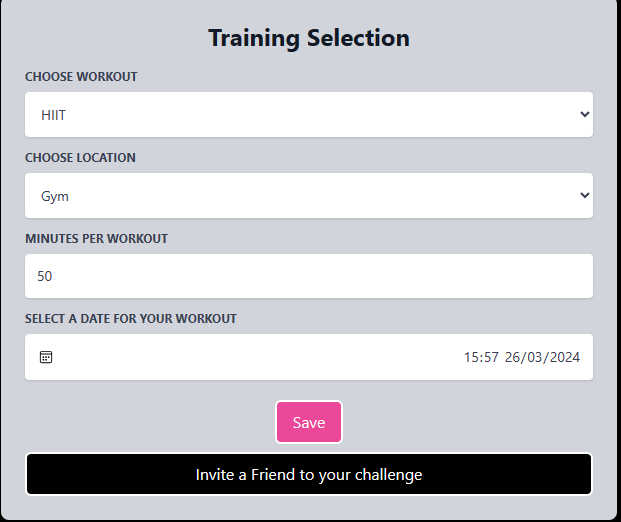 Training Selection
CHOOSE WORKOUT
HIIT
CHOOSE LOCATION
Gym
MINUTES PER WORKOUT
50
SELECT A DATE FOR YOUR WORKOUT
15:57 26/03/2024
Save
Invite a Friend to your challenge